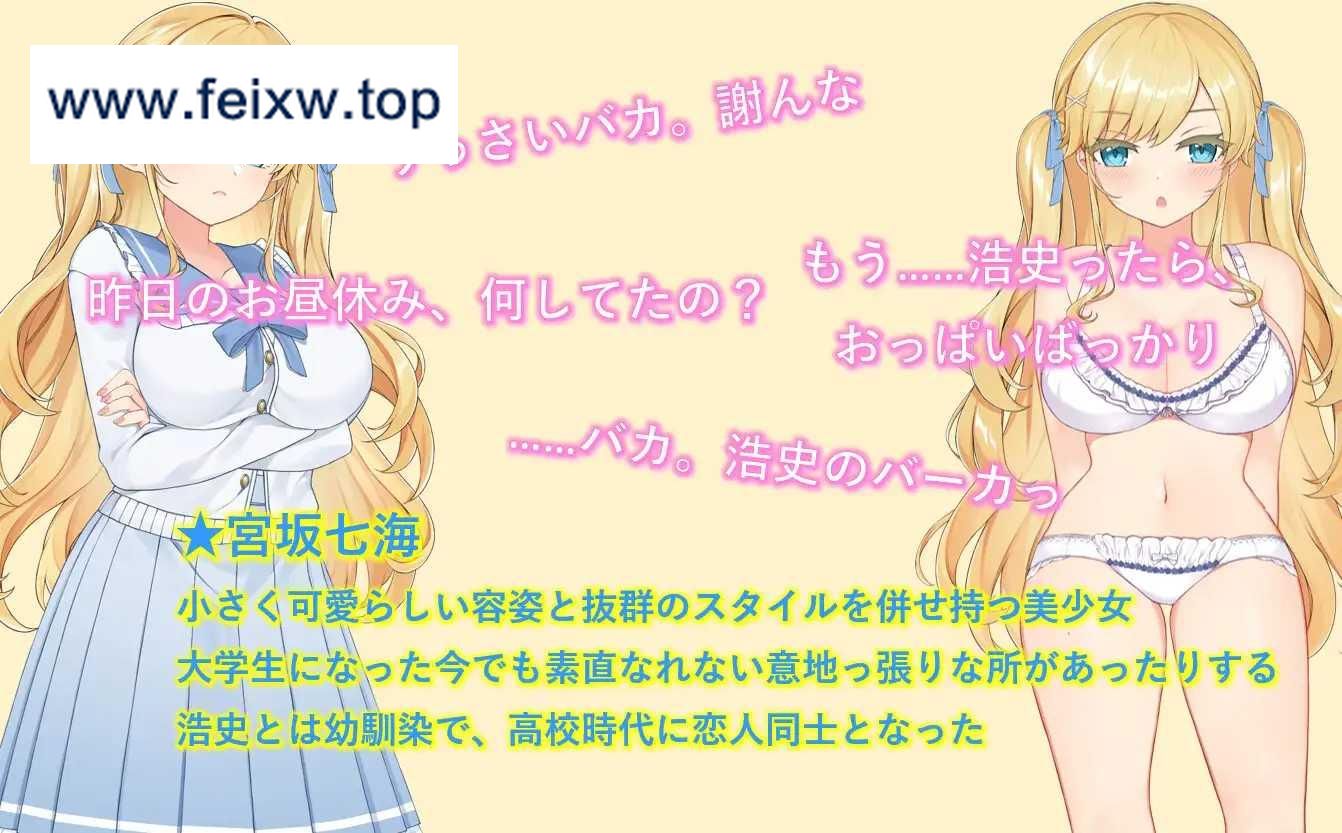 www.feixw.top
っさいバカ。謝んな
昨日のお昼休み、何してたの？
もう……浩史ったら、
おっぱいばっかり
……バカ。浩史のバーカっ
★宮坂七海
小さく可愛らしい容姿と抜群のスタイルを併せ持つ美少女
大学生になった今でも素直なれない意地っ張りな所があったりする
浩史とは幼馴染で、高校時代に恋人同士となった